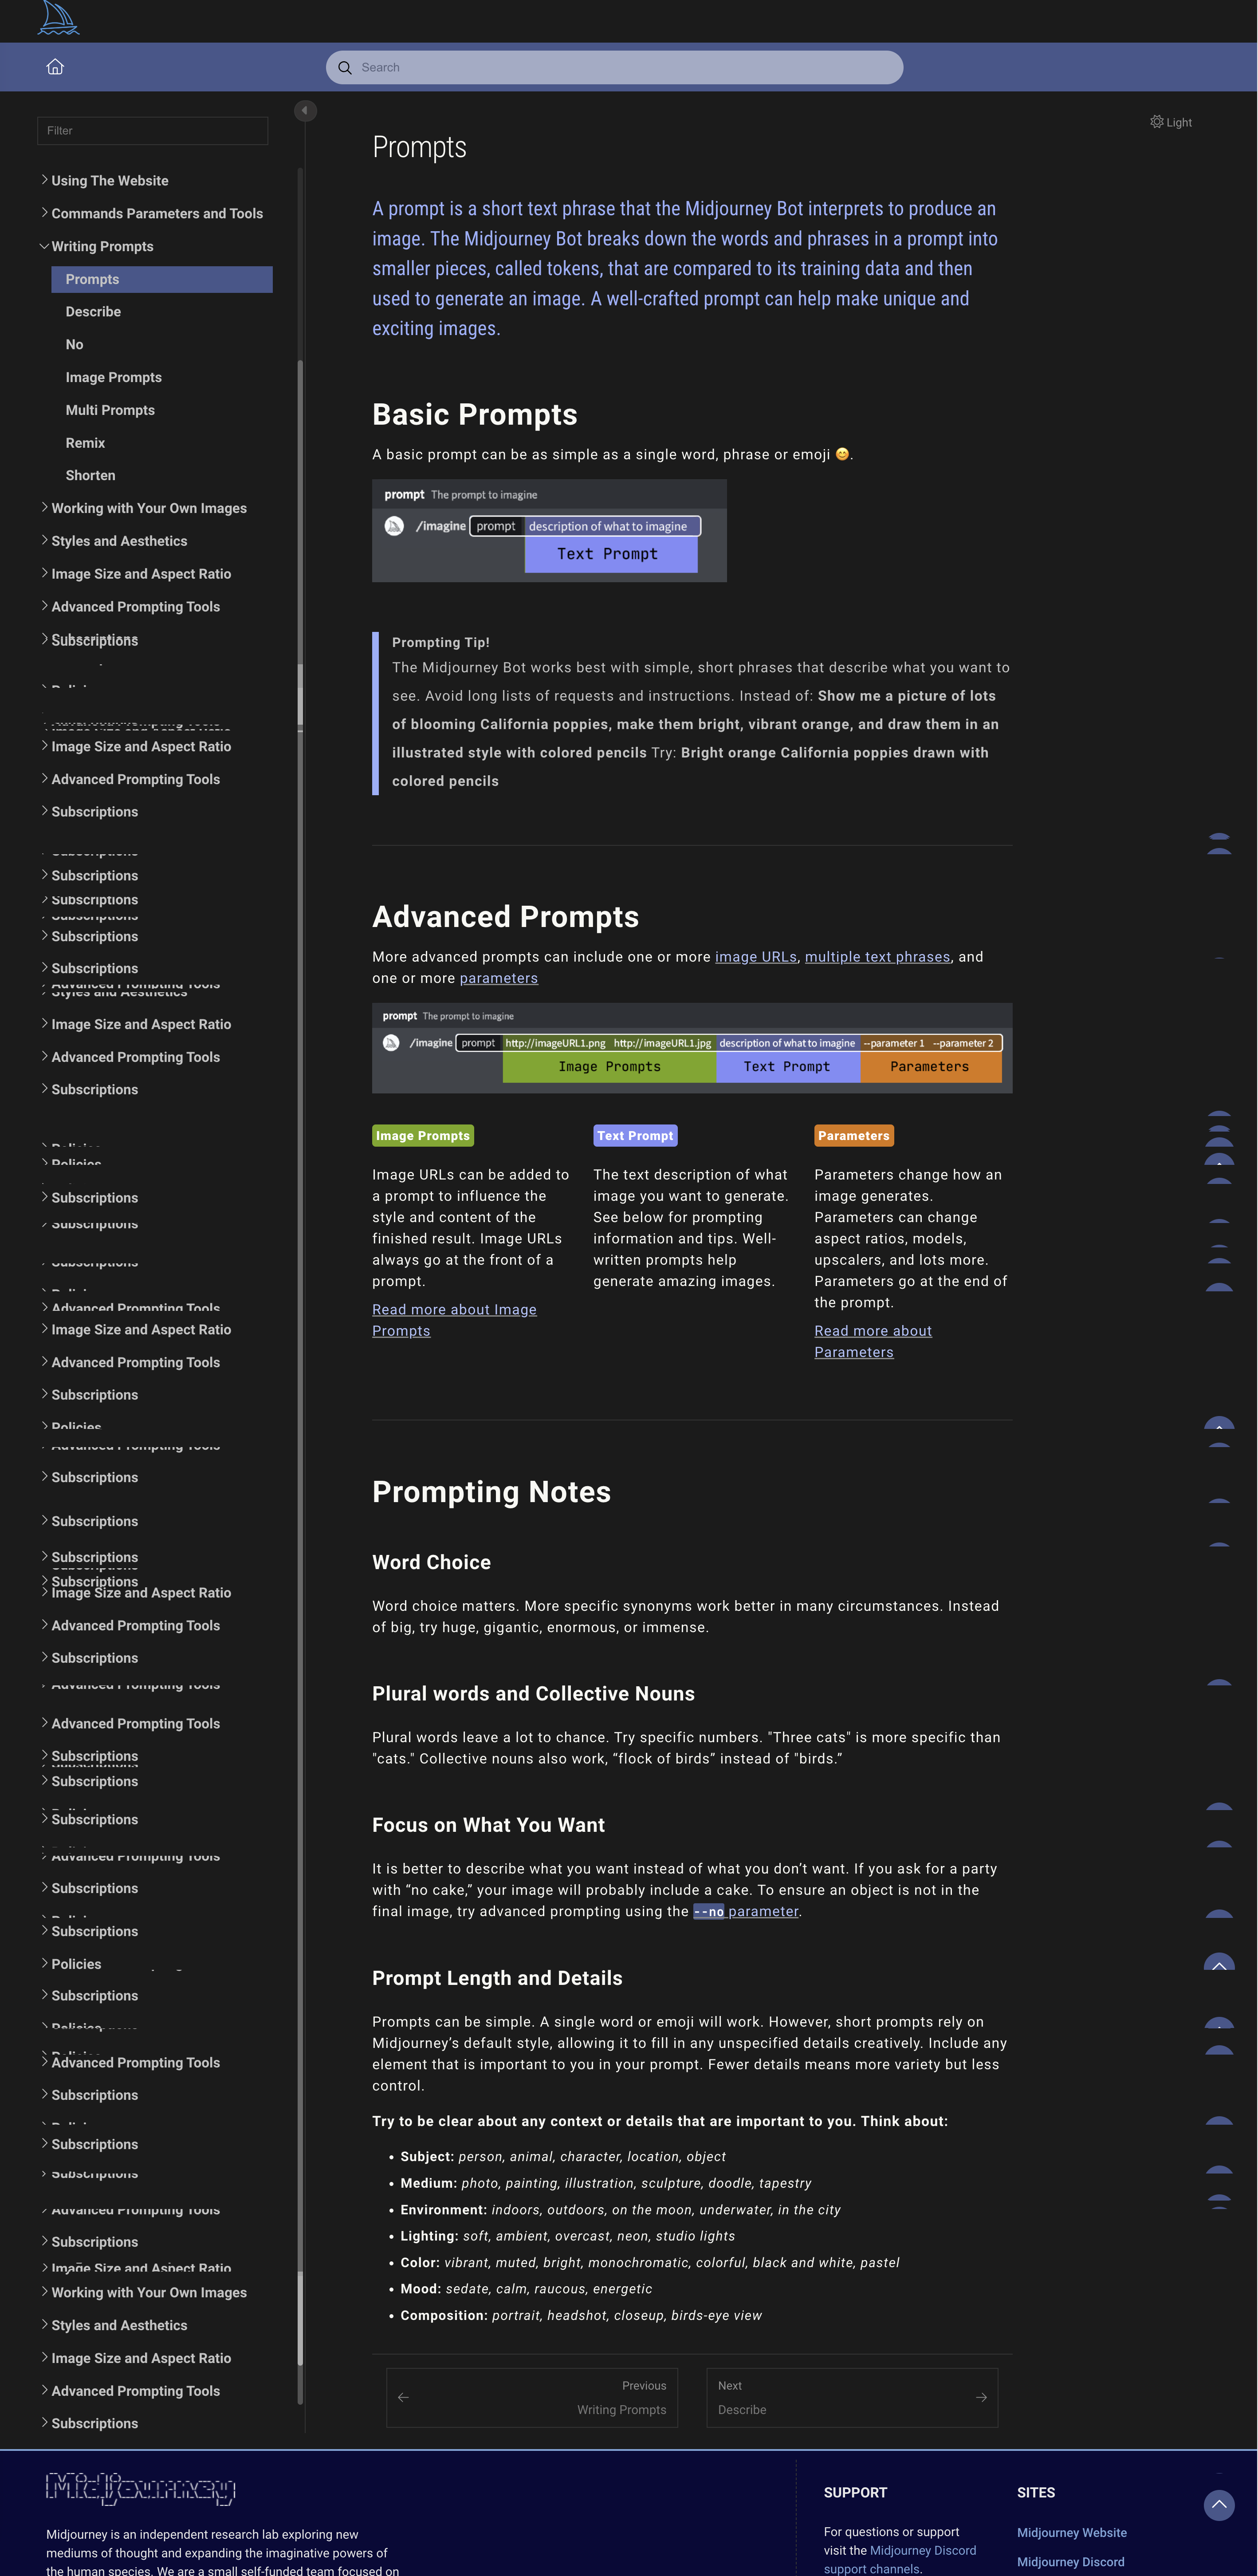 Search
Filter
Light
Using The Website
Commands Parameters and Tools
Writing Prompts
Prompts
Describe
No
Image Prompts
Multi Prompts
Remix
Shorten
Working with Your Own Images
Styles and Aesthetics
Image Size and Aspect Ratio
Advanced Prompting Tools
Subscriptions
Image Size and Aspect Ratio
Advanced Prompting Tools
Subscriptions
Subscriptions
Subscriptions
Subscriptions
Subscriptions
Image Size and Aspect Ratio
Advanced Prompting Tools
Subscriptions
Policies
Subscriptions
Subscriptions
Advanced Prompting Tools
Image Size and Aspect Ratio
Advanced Prompting Tools
Subscriptions
Policies
Subscriptions
Subscriptions
Subscriptions
Subscriptions
Image Size and Aspect Ratio
Advanced Prompting Tools
Subscriptions
Advanced Prompting Tools
Subscriptions
Subscriptions
Subscriptions
Advanced Prompting Tools
Subscriptions
Subscriptions
Policies
Subscriptions
Advanced Prompting Tools
Subscriptions
Subscriptions
Advanced Prompting Tools
Subscriptions
Image Size and Aspect Ratio
Working with Your Own Images
Styles and Aesthetics
Image Size and Aspect Ratio
Advanced Prompting Tools
Subscriptions
Prompts
A prompt is a short text phrase that the Midjourney Bot interprets to produce an
image. The Midjourney Bot breaks down the words and phrases in a prompt into
smaller pieces, called tokens, that are compared to its training data and then
used to generate an image. A well-crafted prompt can help make unique and
exciting images.
Basic Prompts
A basic prompt can be as simple as a single word, phrase or emoji 😊.
prompt The prompt to imagine
/imagine prompt description of what to imagine
Text Prompt
Prompting Tip!
The Midjourney Bot works best with simple, short phrases that describe what you want to
see. Avoid long lists of requests and instructions. Instead of: Show me a picture of lots
of blooming California poppies, make them bright, vibrant orange, and draw them in an
illustrated style with colored pencils Try: Bright orange California poppies drawn with
colored pencils
Advanced Prompts
More advanced prompts can include one or more image URLs, multiple text phrases, and
one or more parameters
prompt The prompt to imagine
/imagine prompt http://imageURL1.png http://imageURL1.jpg description of what to imagine --parameter 1 --parameter 2
Image Prompts Text Prompt Parameters
Image Prompts
Image URLs can be added to
a prompt to influence the
style and content of the
finished result. Image URLs
always go at the front of a
prompt.
Read more about Image
Prompts
Text Prompt
The text description of what
image you want to generate.
See below for prompting
information and tips. Well-
written prompts help
generate amazing images.
Parameters
Parameters change how an
image generates.
Parameters can change
aspect ratios, models,
upscalers, and lots more.
Parameters go at the end of
the prompt.
Read more about
Parameters
Prompting Notes
Word Choice
Word choice matters. More specific synonyms work better in many circumstances. Instead
of big, try huge, gigantic, enormous, or immense.
Plural words and Collective Nouns
Plural words leave a lot to chance. Try specific numbers. "Three cats" is more specific than
"cats." Collective nouns also work, “flock of birds” instead of "birds.”
Focus on What You Want
It is better to describe what you want instead of what you don’t want. If you ask for a party
with “no cake,” your image will probably include a cake. To ensure an object is not in the
final image, try advanced prompting using the --no parameter.
Prompt Length and Details
Prompts can be simple. A single word or emoji will work. However, short prompts rely on
Midjourney’s default style, allowing it to fill in any unspecified details creatively. Include any
element that is important to you in your prompt. Fewer details means more variety but less
control.
Try to be clear about any context or details that are important to you. Think about:
• Subject: person, animal, character, location, object
• Medium: photo, painting, illustration, sculpture, doodle, tapestry
• Environment: indoors, outdoors, on the moon, underwater, in the city
• Lighting: soft, ambient, overcast, neon, studio lights
• Color: vibrant, muted, bright, monochromatic, colorful, black and white, pastel
• Mood: sedate, calm, raucous, energetic
• Composition: portrait, headshot, closeup, birds-eye view
Previous
Writing Prompts
Next
Describe
Midjourney
Midjourney is an independent research lab exploring new
mediums of thought and expanding the imaginative powers of
the human species. We are a small self-funded team focused on
SUPPORT
For questions or support
visit the Midjourney Discord
support channels.
SITES
Midjourney Website
Midjourney Discord